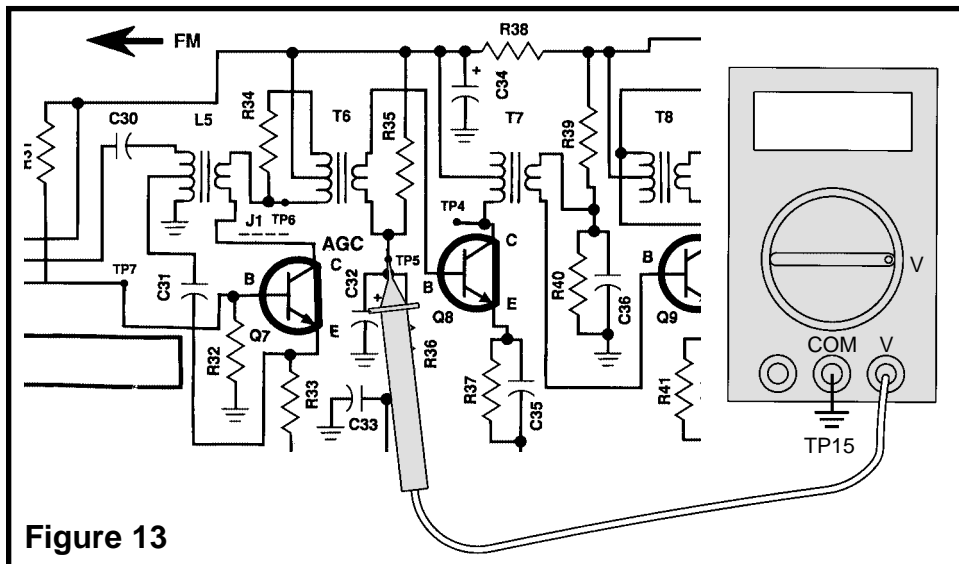 FM
R38
C34
+
R34
L5
T6
R35
T7
R39
T8
C30
R31
J1
TP6
TP4
AGC
C
TP5
C
V
TP7
C31
B
C32
+
B
R40
C36
Q7
E
Q8
E
Q9
B
COM
V
R32
R36
R33
C33
R37
C35
R41
TP15
Figure 13